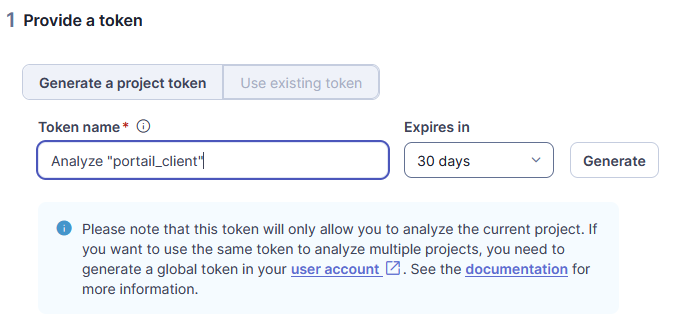 1 Provide a token
Generate a project token
Use existing token
Token name*
Expires in
Analyze "portail_client"
30 days
Generate
Please note that this token will only allow you to analyze the current project. If
you want to use the same token to analyze multiple projects, you need to
generate a global token in your user account . See the documentation for
more information.